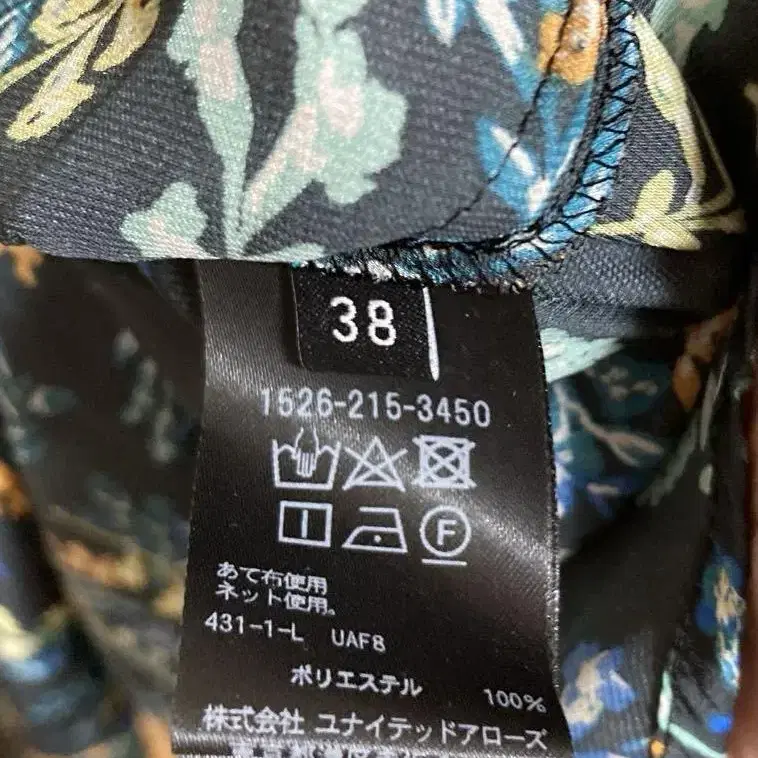 38
1526-215-3450
F
あて布使用
ネット使用。
431-1-L UAF8
ポリエステル 100%
株式会社 ユナイテッドアローズ